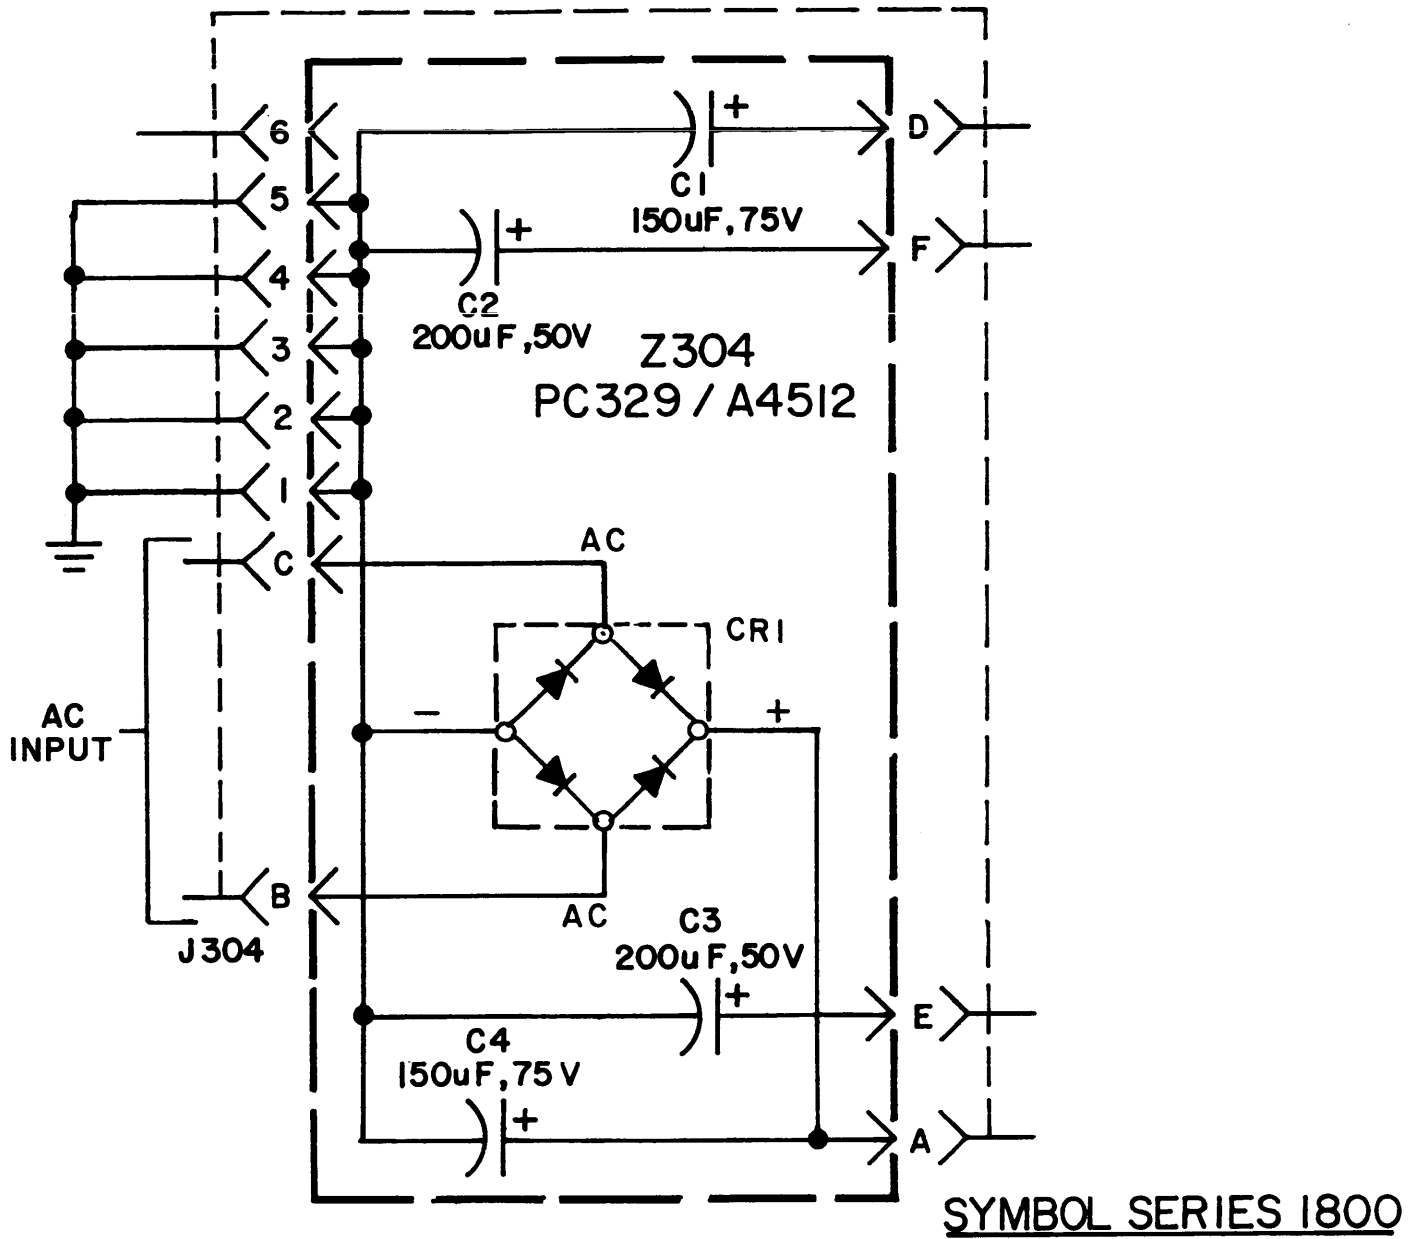 6
+
D
C1
150uF,75V
5
+
F
4
C2
200uF,50V
3
Z304
PC329/A4512
2
1
AC
C
CR1
AC
INPUT
−
+
B
AC
J304
C3
200uF,50V
+
E
C4
150uF,75V
+
A
SYMBOL SERIES 1800